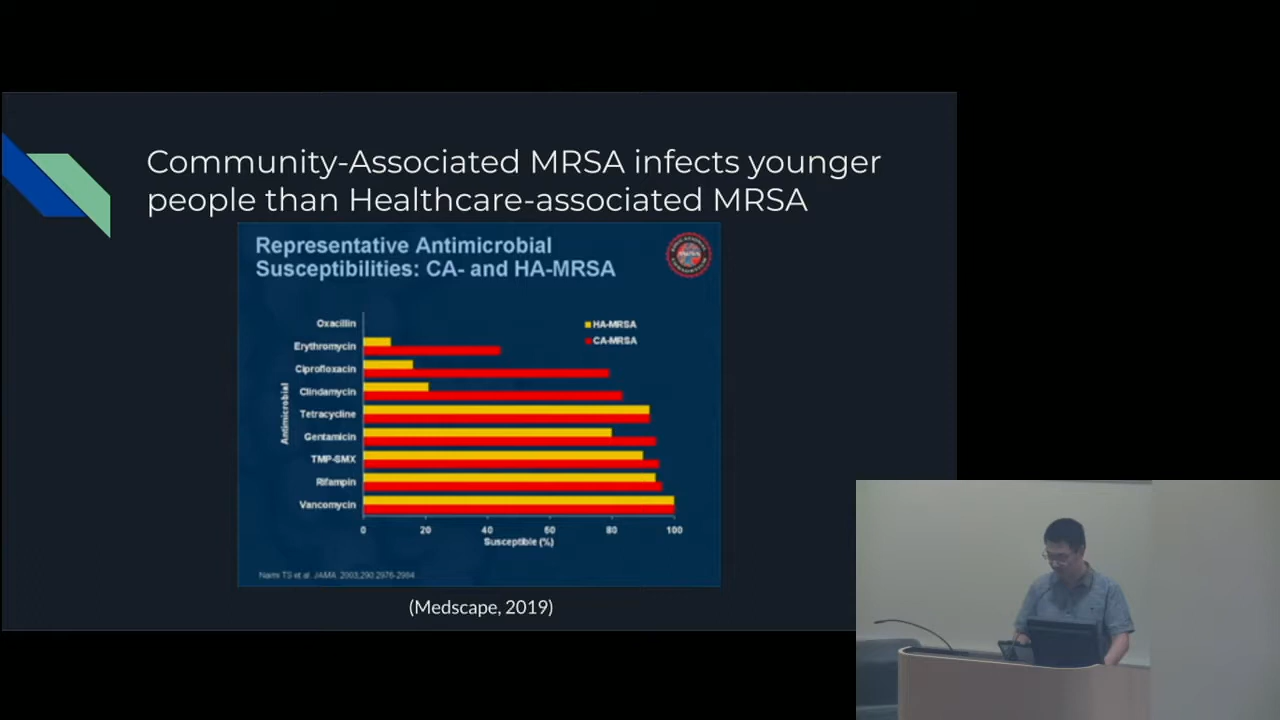 Community-Associated MRSA infects younger
people than Healthcare-associated MRSA
Representative Antimicrobial
Susceptibilities: CA- and HA-MRSA
HA-MRSA
CA-MRSA
Antimicrobial
Oxacillin
Erythromycin
Ciprofloxacin
Clindamycin
Tetracycline
Gentamicin
TMP-SMX
Rifampin
Vancomycin
0 20 40 60 80 100
Susceptible (%)
Naimi TS et al. JAMA. 2003;290:2976-2984.
(Medscape, 2019)